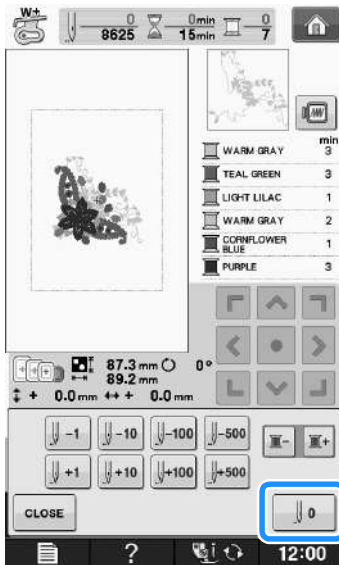 W+
0 0min 0
8625 15min 7
min
WARM GRAY 3
TEAL GREEN 3
LIGHT LILAC 1
WARM GRAY 2
CORNFLOWER BLUE 1
PURPLE 3
87.3 mm 0°
89.2 mm
+ 0.0 mm + 0.0 mm
-1 -10 -100 -500 - +
+1 +10 +100 +500
CLOSE 0
? i 12:00